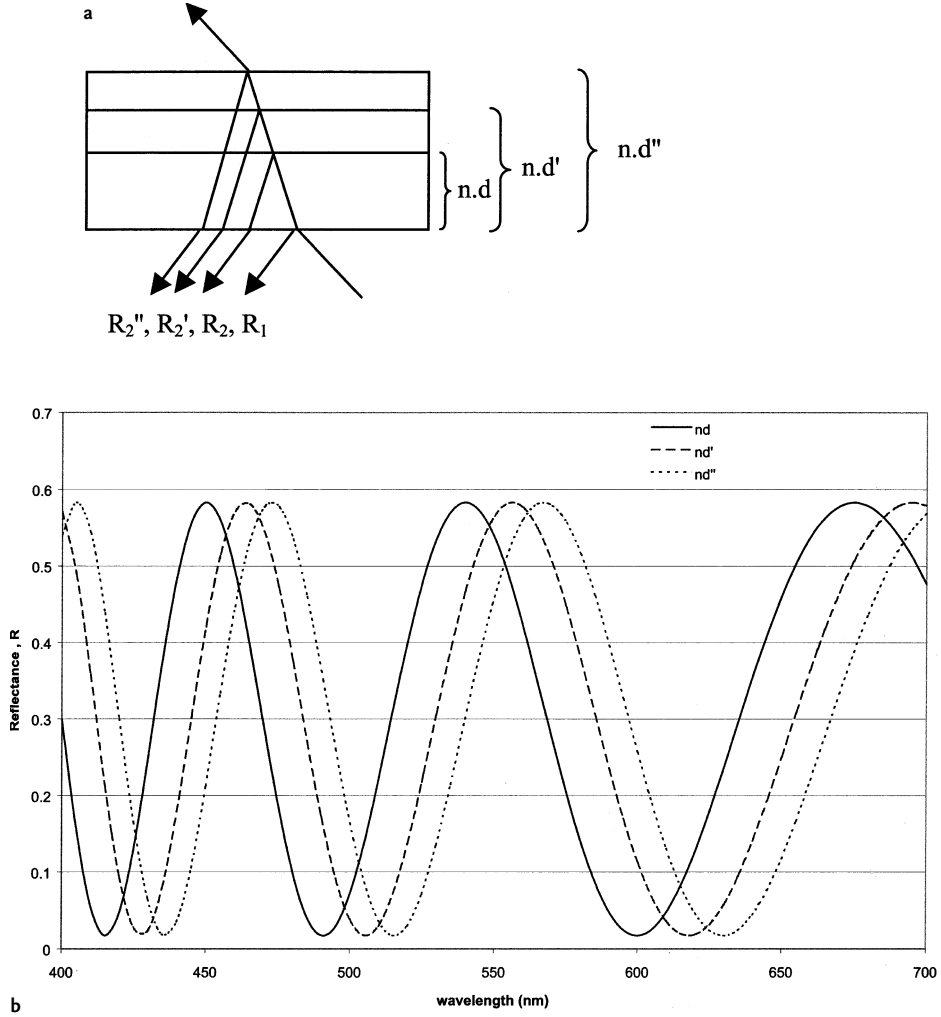 a
n.d
n.d'
n.d"
R₂", R₂', R₂, R₁
0.7
0.6
0.5
0.4
0.3
0.2
0.1
0
Reflectance , R
nd
nd'
nd"
400 450 500 550 600 650 700
wavelength (nm)
b